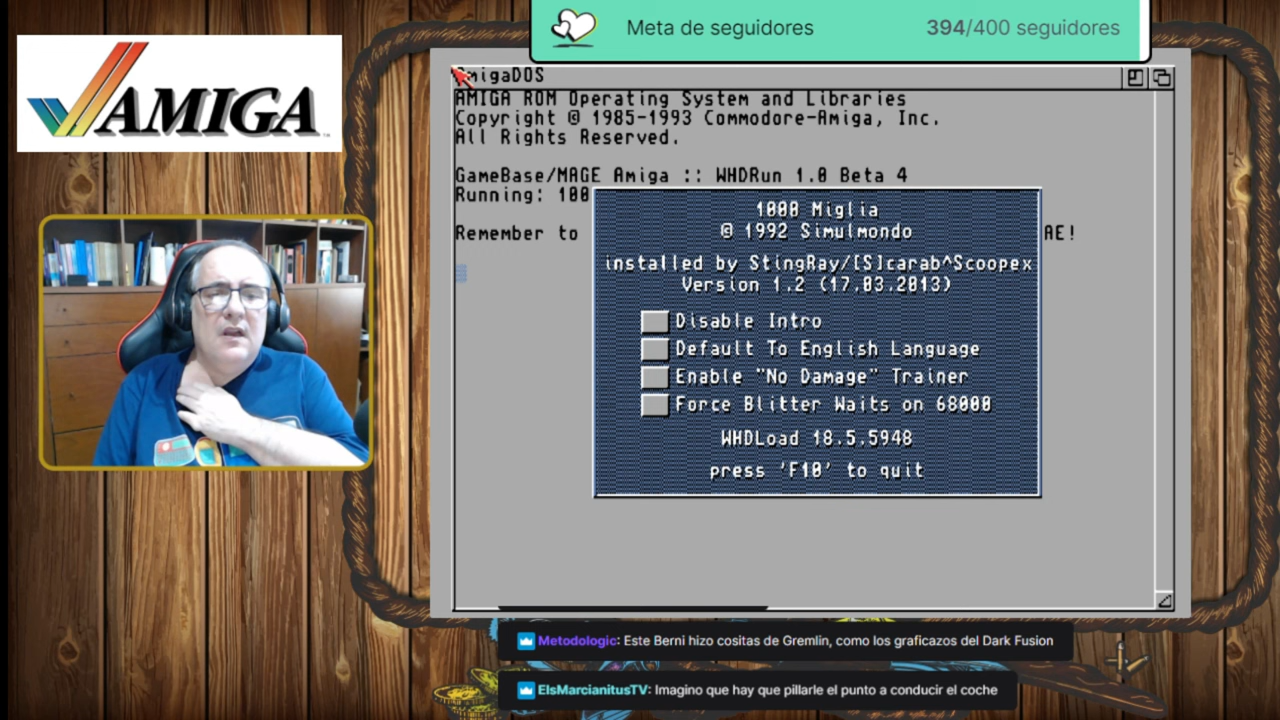 Meta de seguidores
394/400 seguidores
AMIGA
AmigaDOS
AMIGA ROM Operating System and Libraries
Copyright © 1985-1993 Commodore-Amiga, Inc.
All Rights Reserved.
GameBase/MAGE Amiga :: WHDRun 1.0 Beta 4
Running: 100
Remember to
AE!
1000 Miglia
© 1992 Simulmondo
installed by StingRay/[S]carab^Scoopex
Version 1.2 (17.03.2013)
Disable Intro
Default To English Language
Enable "No Damage" Trainer
Force Blitter Waits on 68000
WHDLoad 18.5.5948
press 'F10' to quit
Metodologic: Este Berni hizo cositas de Gremlin, como los graficazos del Dark Fusion
ElsMarcianitusTV: Imagino que hay que pillarle el punto a conducir el coche